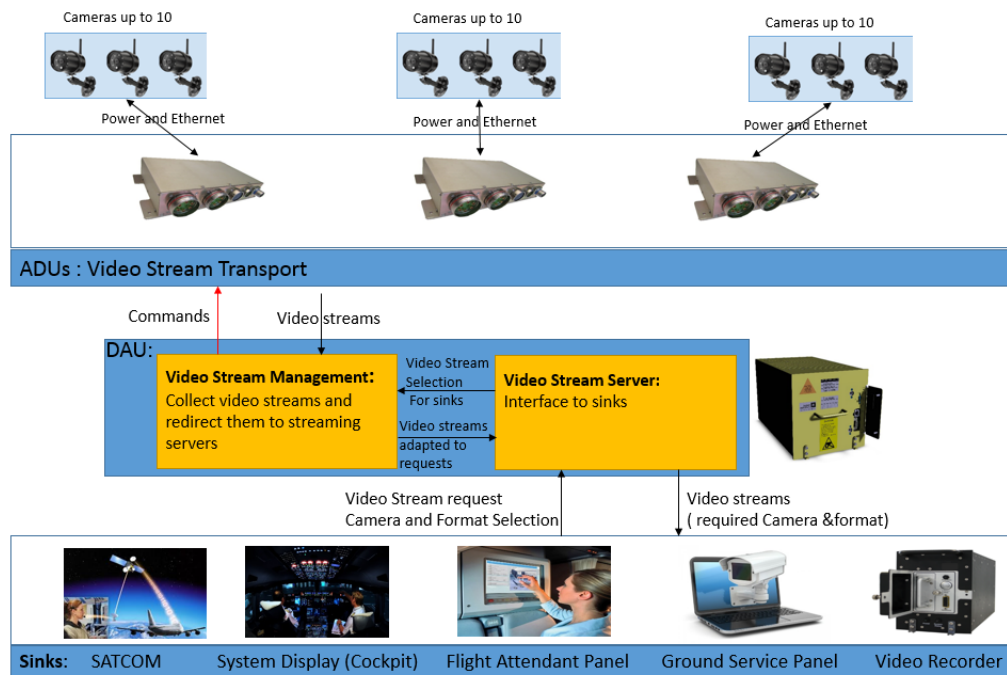 Cameras up to 10
Cameras up to 10
Cameras up to 10
Power and Ethernet
Power and Ethernet
Power and Ethernet
ADUs : Video Stream Transport
Commands
Video streams
DAU:
Video Stream Management:
Collect video streams and
redirect them to streaming
servers
Video Stream
Selection
For sinks
Video streams
adapted to
requests
Video Stream Server:
Interface to sinks
Video Stream request
Camera and Format Selection
Video streams
( required Camera &format)
Sinks:
SATCOM
System Display (Cockpit)
Flight Attendant Panel
Ground Service Panel
Video Recorder